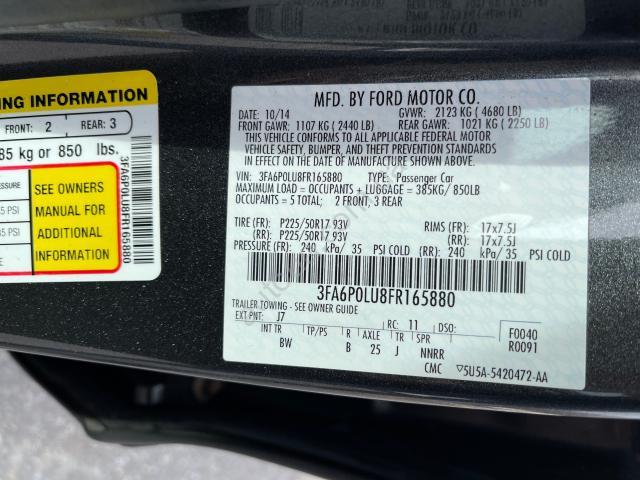 NG INFORMATION
FRONT: 2 REAR: 3
85 kg or 850 lbs.
5 PSI
35 PSI
SEE OWNERS
MANUAL FOR
ADDITIONAL
INFORMATION
3FA6P0LU8FR165880
MFD. BY FORD MOTOR CO.
DATE: 10/14 GVWR: 2123 KG ( 4680 LB)
FRONT GAWR: 1107 KG ( 2440 LB) REAR GAWR: 1021 KG ( 2250 LB)
THIS VEHICLE CONFORMS TO ALL APPLICABLE FEDERAL MOTOR
VEHICLE SAFETY, BUMPER, AND THEFT PREVENTION STANDARDS
IN EFFECT ON THE DATE OF MANUFACTURE SHOWN ABOVE.
VIN: 3FA6P0LU8FR165880 TYPE: Passenger Car
MAXIMUM LOAD = OCCUPANTS + LUGGAGE = 385KG/ 850LB
OCCUPANTS = 5 TOTAL: 2 FRONT, 3 REAR
TIRE (FR): P225/50R17 93V RIMS (FR): 17x7.5J
(RR): P225/50R17 93V (RR): 17x7.5J
PRESSURE (FR): 240 kPa/ 35 PSI COLD (RR): 240 kPa/ 35 PSI COLD
3FA6P0LU8FR165880
TRAILER TOWING - SEE OWNER GUIDE
EXT PNT: J7 RC: 11 DSO: F0040
INT TR TP/PS R AXLE TR SPR R0091
BW B 25 J NNRR
CMC ▽5U5A-5420472-AA